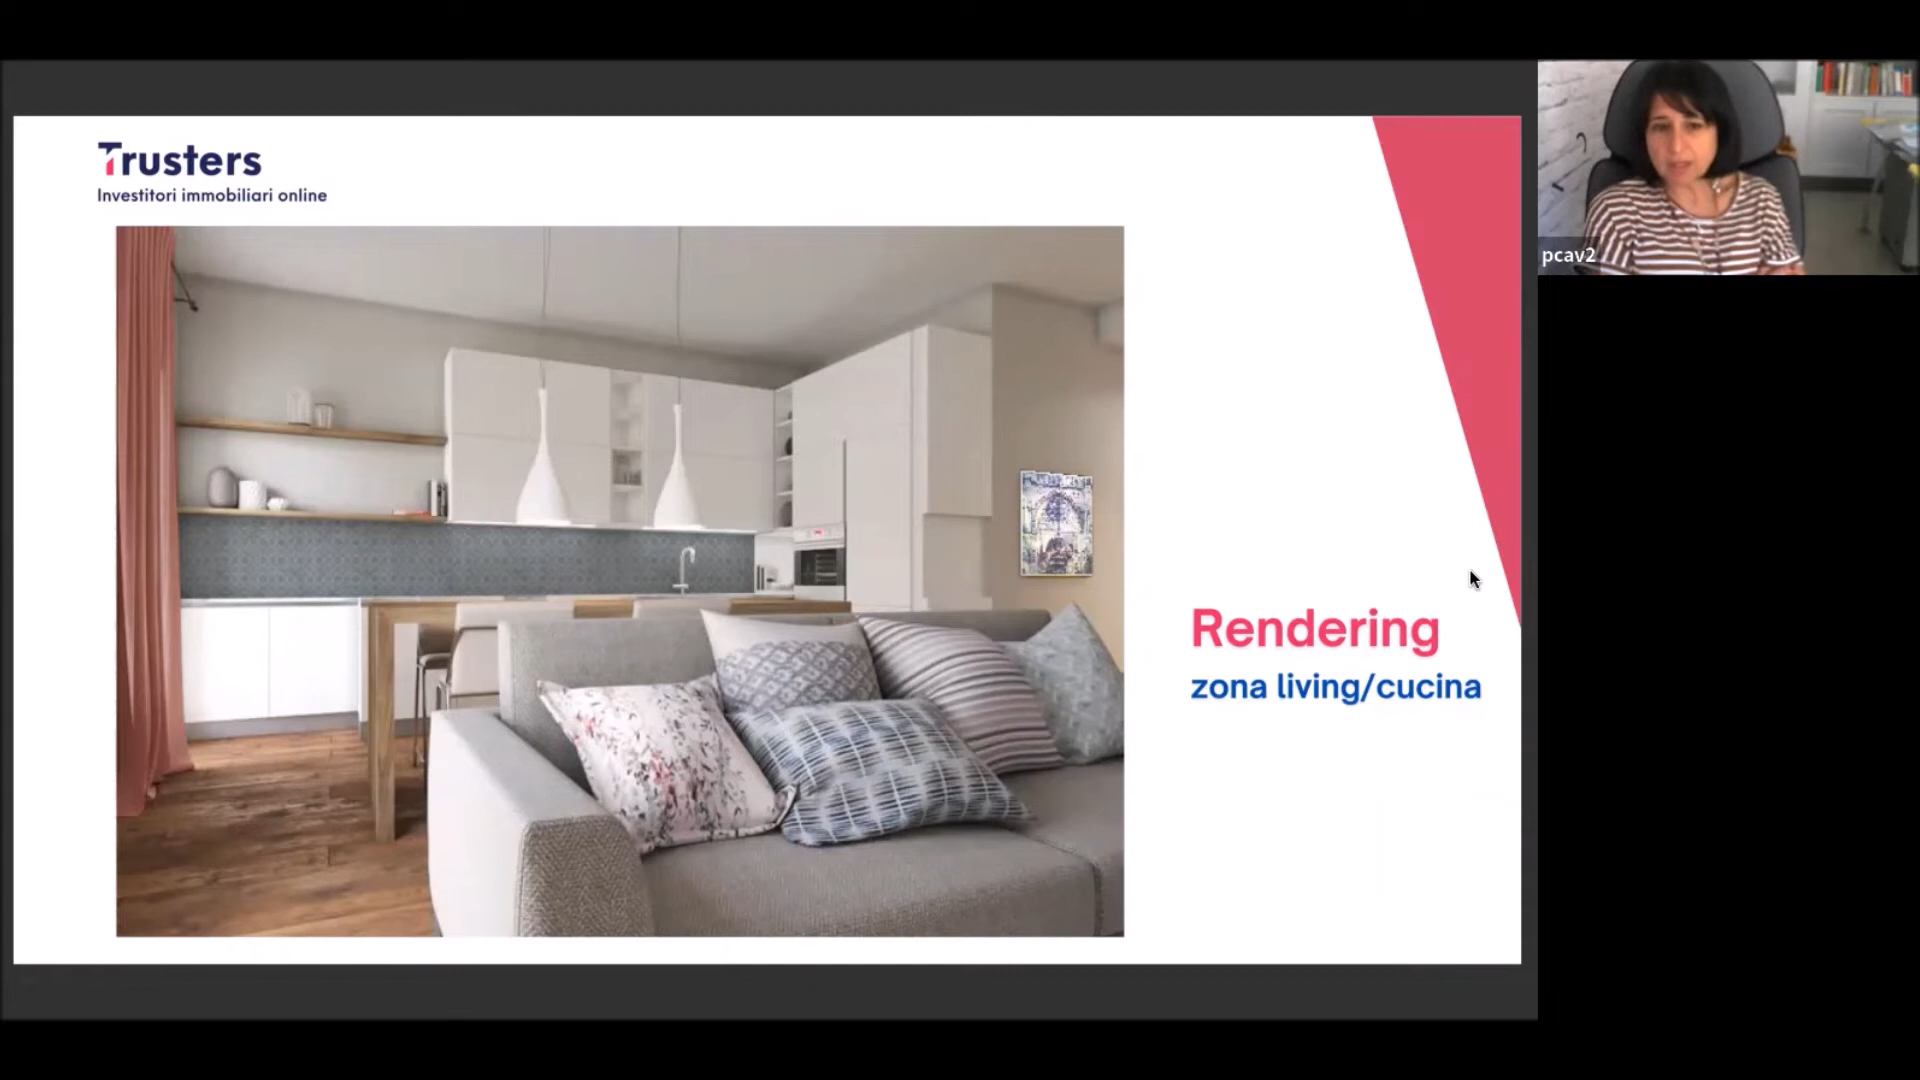 Trusters
Investitori immobiliari online
Rendering
zona living/cucina
pcav2